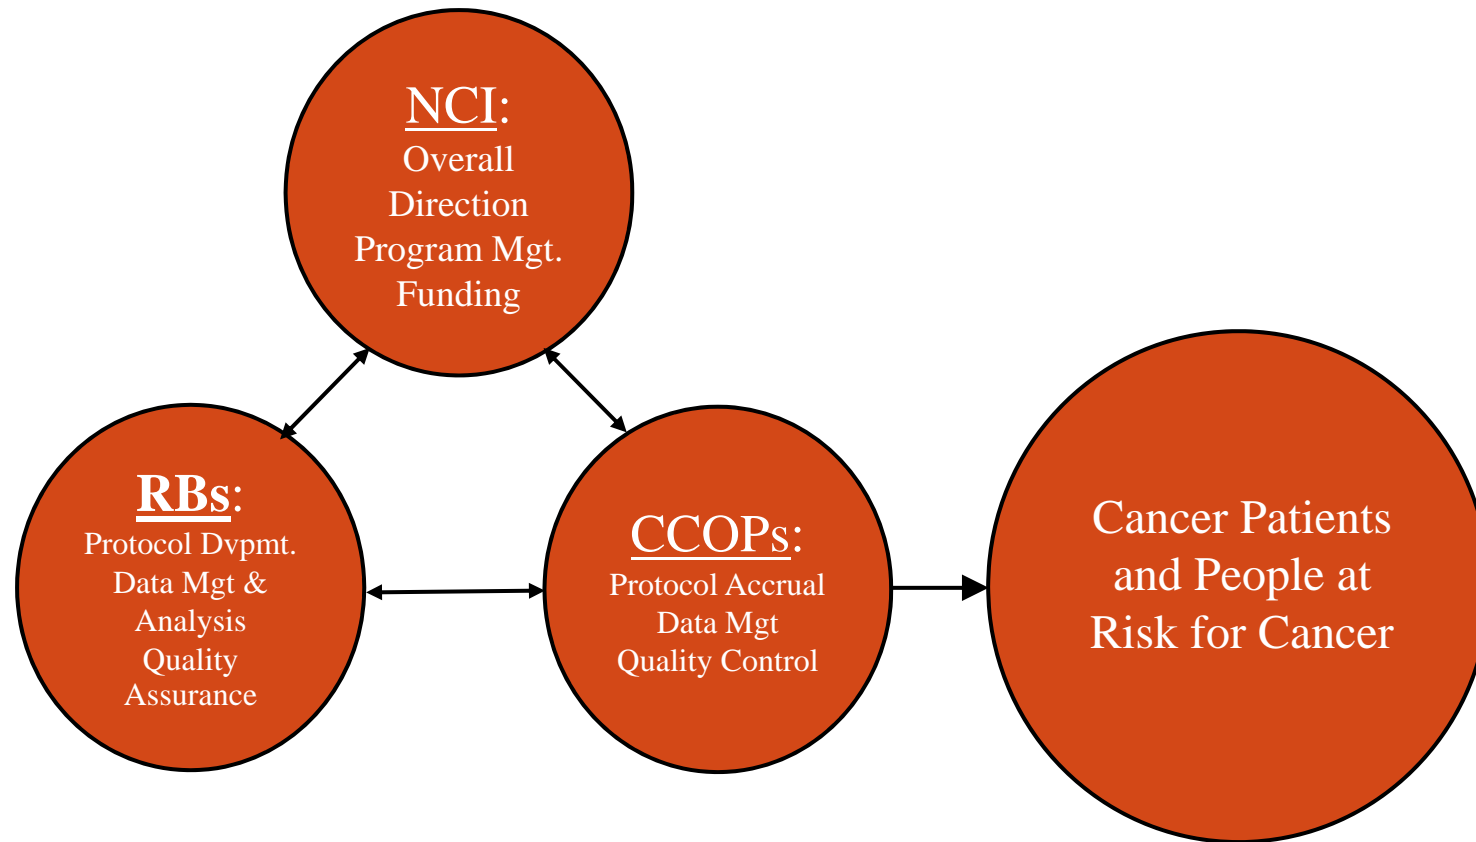 NCI:
Overall
Direction
Program Mgt.
Funding
RBs:
Protocol Dvpmt.
Data Mgt &
Analysis
Quality
Assurance
CCOPs:
Protocol Accrual
Data Mgt
Quality Control
Cancer Patients
and People at
Risk for Cancer